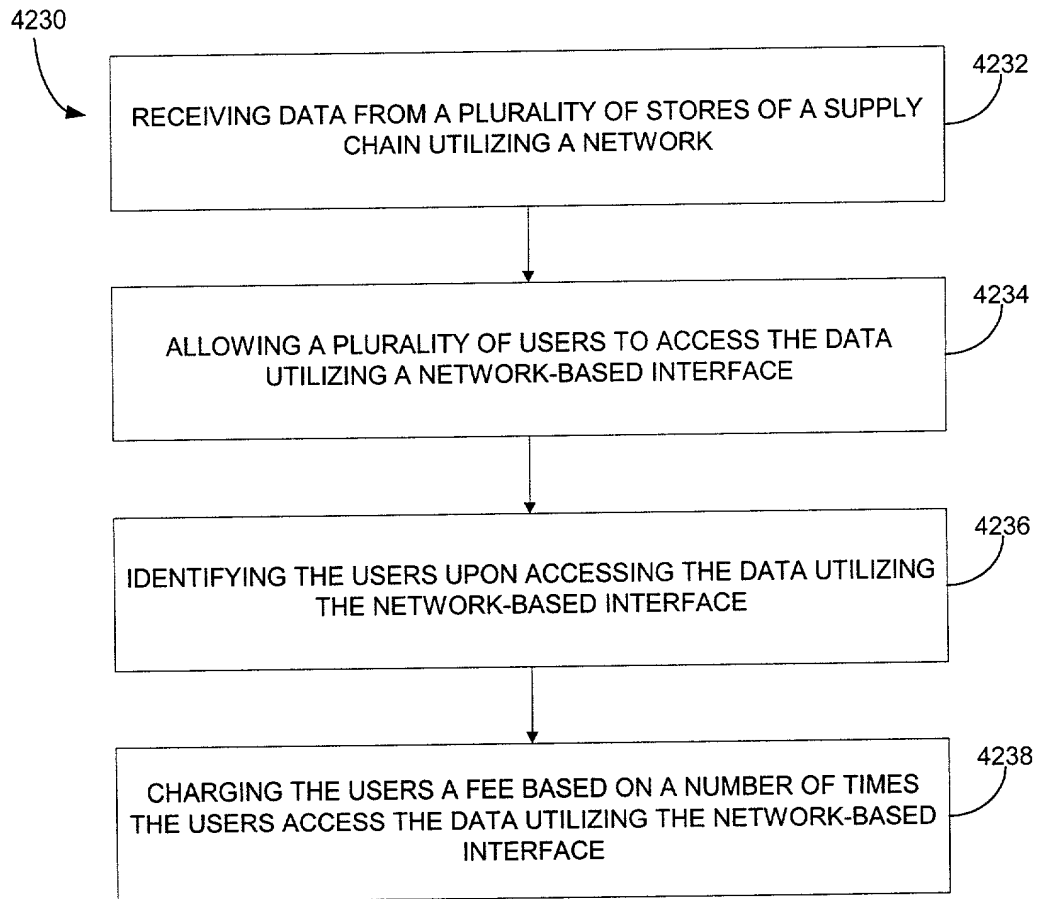 4230
4232
RECEIVING DATA FROM A PLURALITY OF STORES OF A SUPPLY
CHAIN UTILIZING A NETWORK
4234
ALLOWING A PLURALITY OF USERS TO ACCESS THE DATA
UTILIZING A NETWORK-BASED INTERFACE
4236
IDENTIFYING THE USERS UPON ACCESSING THE DATA UTILIZING
THE NETWORK-BASED INTERFACE
4238
CHARGING THE USERS A FEE BASED ON A NUMBER OF TIMES
THE USERS ACCESS THE DATA UTILIZING THE NETWORK-BASED
INTERFACE